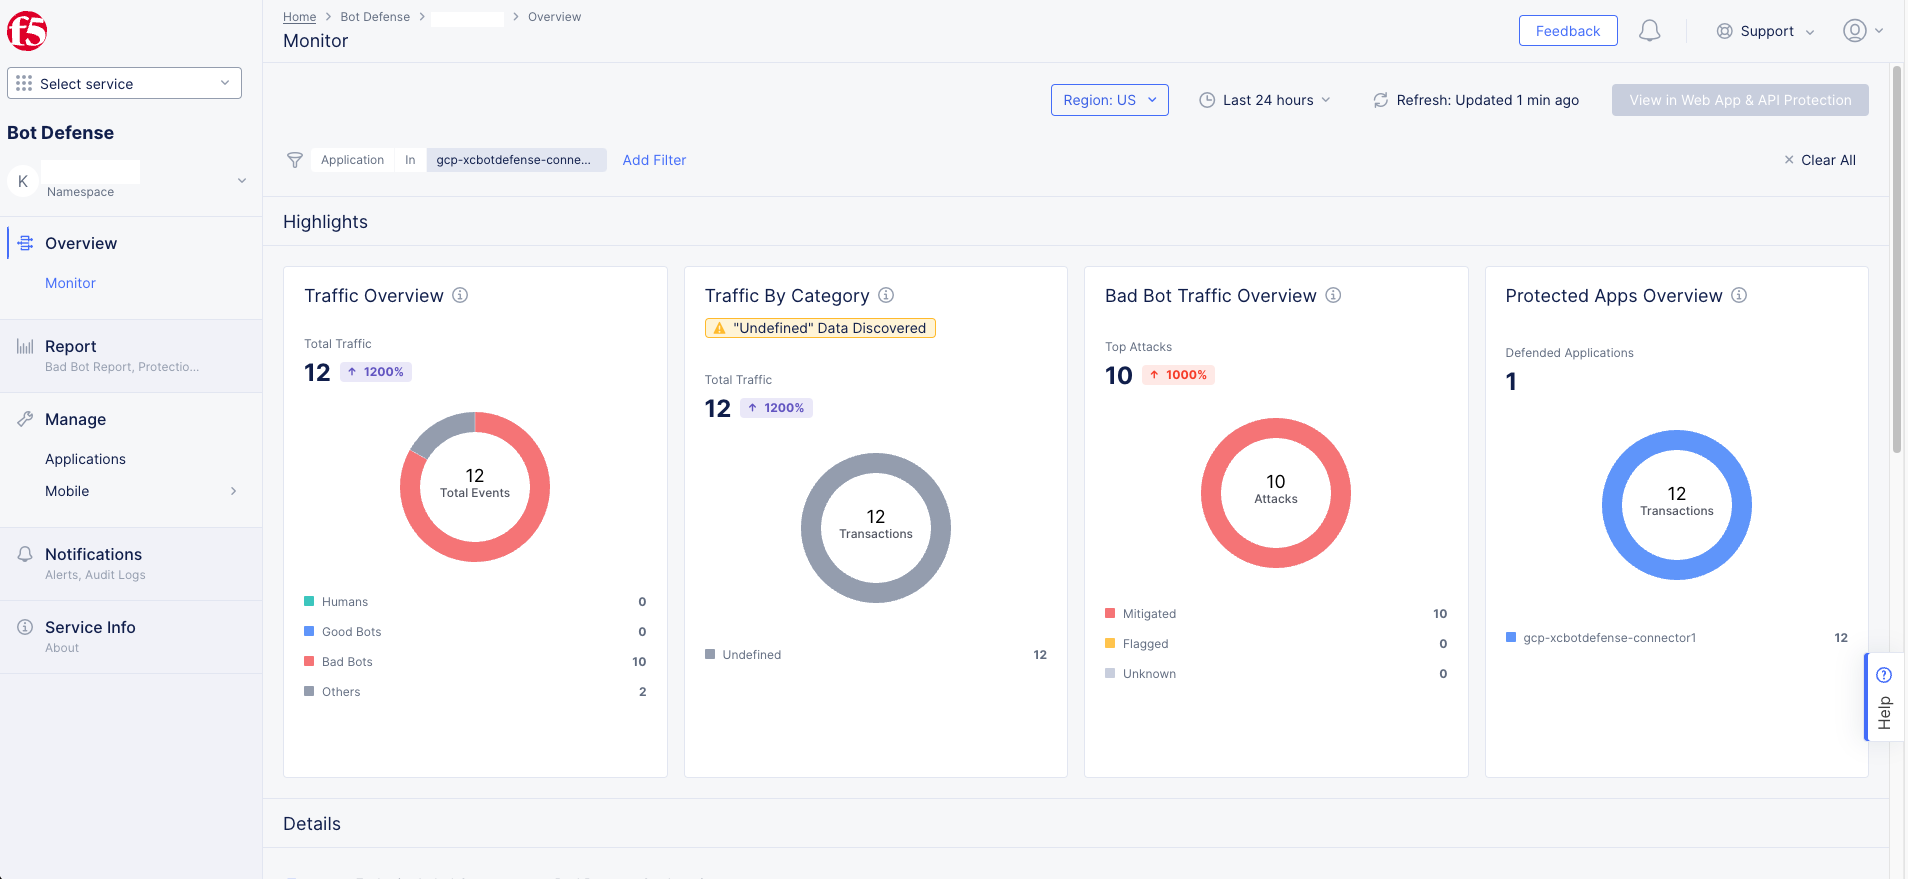 Home > Bot Defense > > Overview
Monitor
Feedback
Support
f5
Select service
Bot Defense
K
Namespace
Overview
Monitor
Report
Bad Bot Report, Protectio...
Manage
Applications
Mobile
Notifications
Alerts, Audit Logs
Service Info
About
Region: US
Last 24 hours
Refresh: Updated 1 min ago
View in Web App & API Protection
Application In gcp-xcbotdefense-conne...
Add Filter
Clear All
Highlights
Traffic Overview
Total Traffic
12 ↑ 1200%
12
Total Events
Humans 0
Good Bots 0
Bad Bots 10
Others 2
Traffic By Category
"Undefined" Data Discovered
Total Traffic
12 ↑ 1200%
12
Transactions
Undefined 12
Bad Bot Traffic Overview
Top Attacks
10 ↑ 1000%
10
Attacks
Mitigated 10
Flagged 0
Unknown 0
Protected Apps Overview
Defended Applications
1
12
Transactions
gcp-xcbotdefense-connector1 12
Help
Details